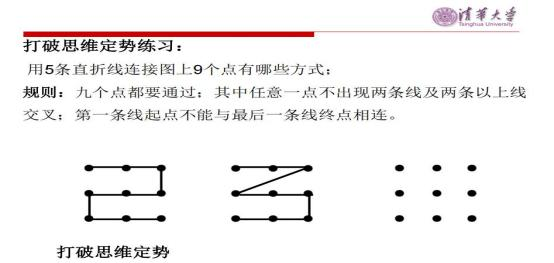 清華大学
Tsinghua University
打破思维定势练习：
用5条直折线连接图上9个点有哪些方式；
规则：九个点都要通过；其中任意一点不出现两条线及两条以上线
交叉；第一条线起点不能与最后一条线终点相连。
打破思维定势